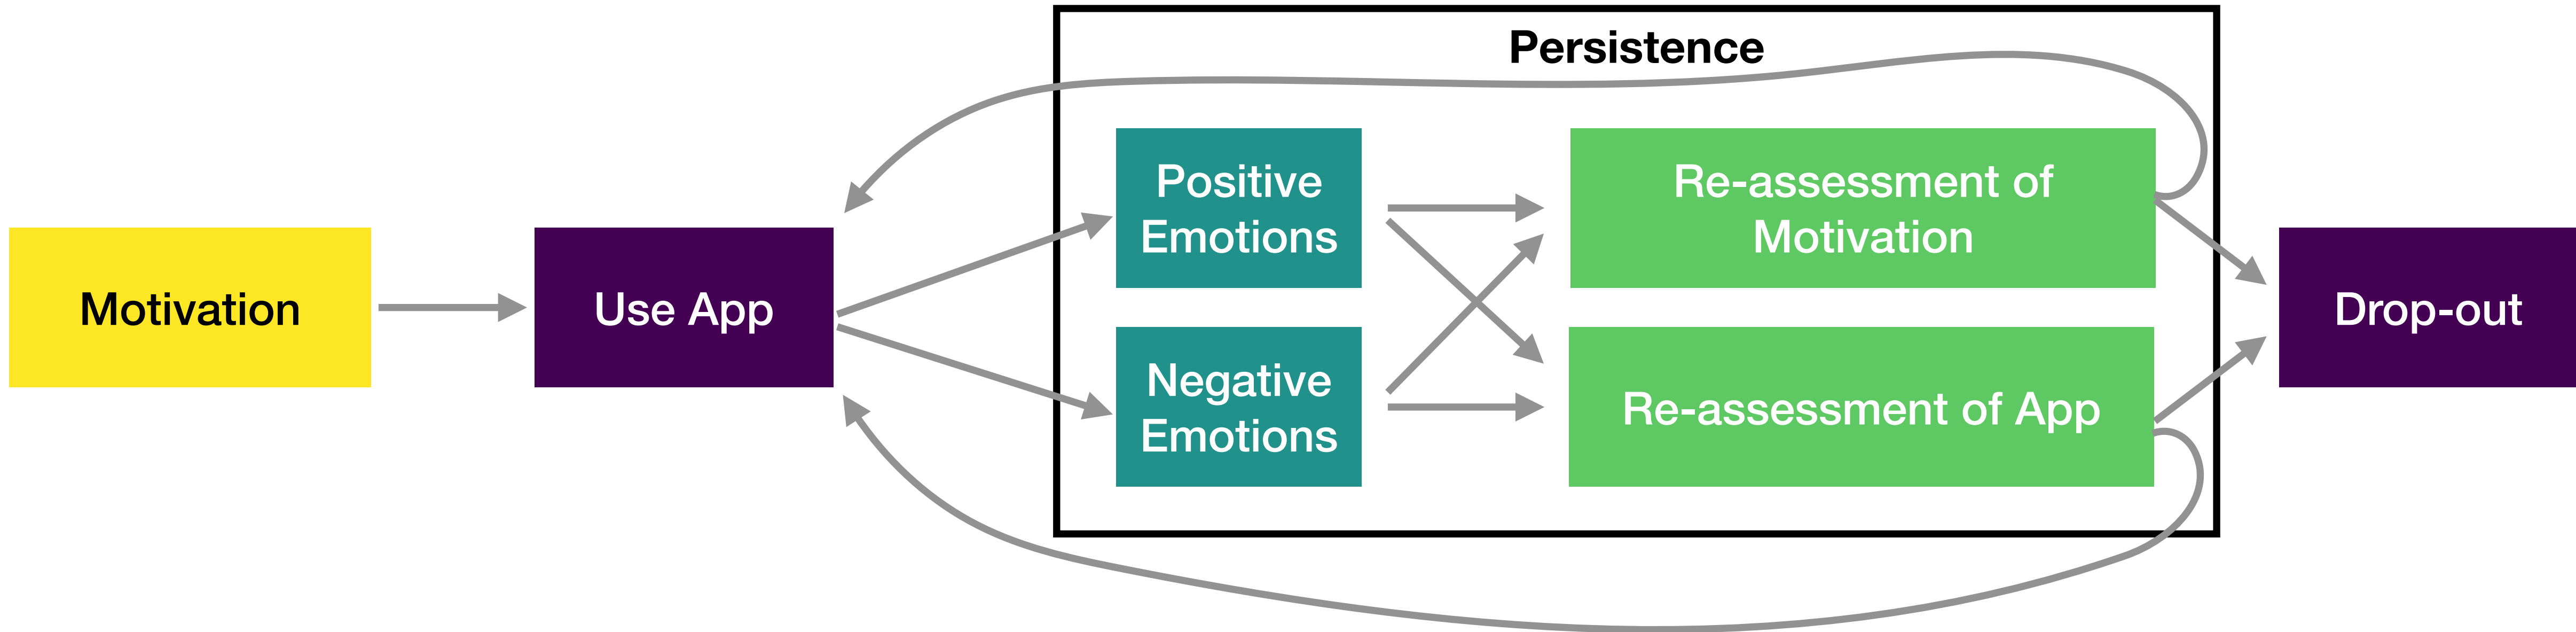 Persistence
Motivation
Use App
Positive
Emotions
Negative
Emotions
Re-assessment of
Motivation
Re-assessment of App
Drop-out